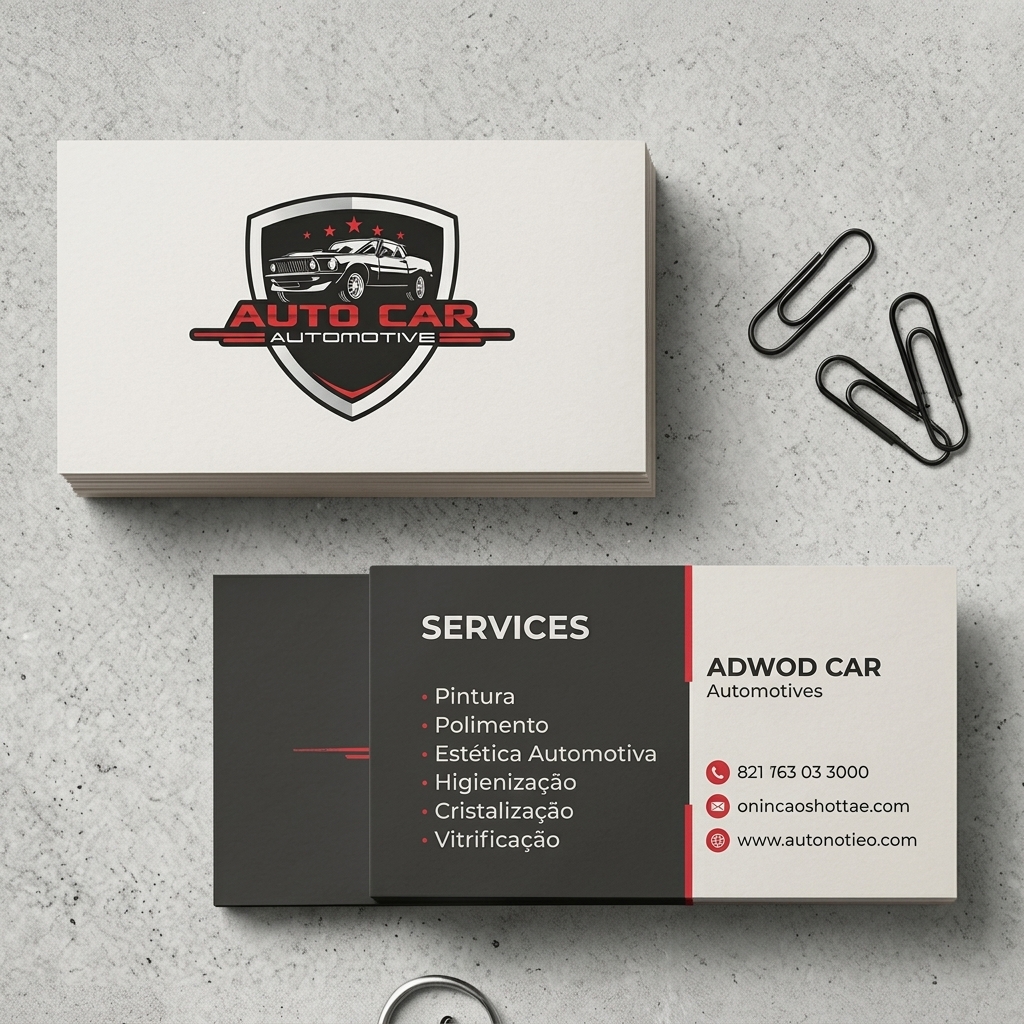 AUTO CAR
AUTOMOTIVE
SERVICES
• Pintura
• Polimento
• Estética Automotiva
• Higienização
• Cristalização
• Vitrificação
ADWOD CAR
Automotives
821 763 03 3000
onincaoshottae.com
www.autonotieo.com